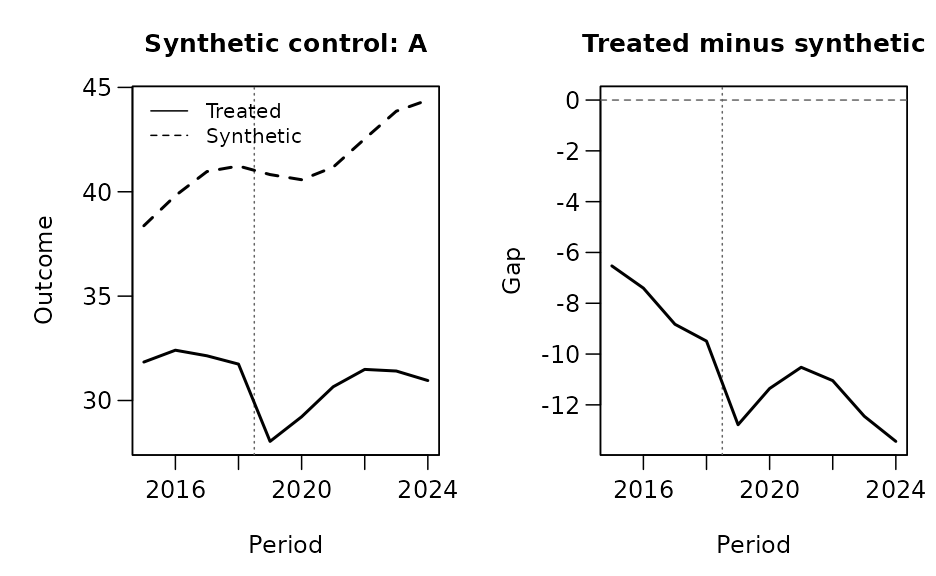 Synthetic control: A
45
40
35
30
Outcome
Treated
Synthetic
2016
2020
2024
Period
Treated minus synthetic
0
-2
-4
-6
-8
-10
-12
Gap
2016
2020
2024
Period